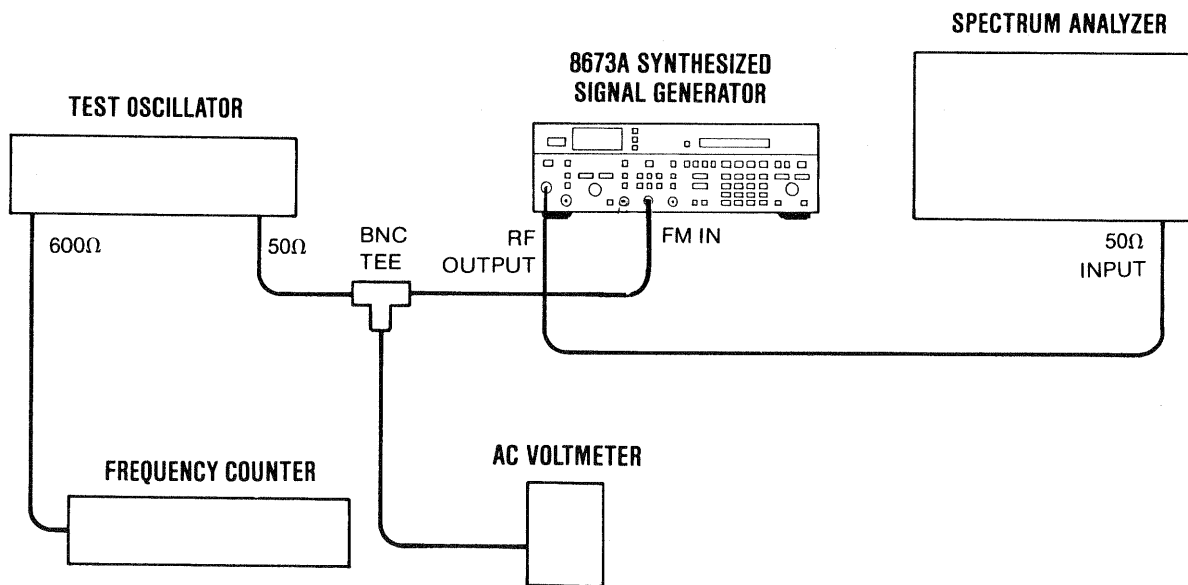 SPECTRUM ANALYZER
8673A SYNTHESIZED
SIGNAL GENERATOR
TEST OSCILLATOR
600Ω
50Ω
BNC
TEE
RF
OUTPUT
FM IN
50Ω
INPUT
FREQUENCY COUNTER
AC VOLTMETER